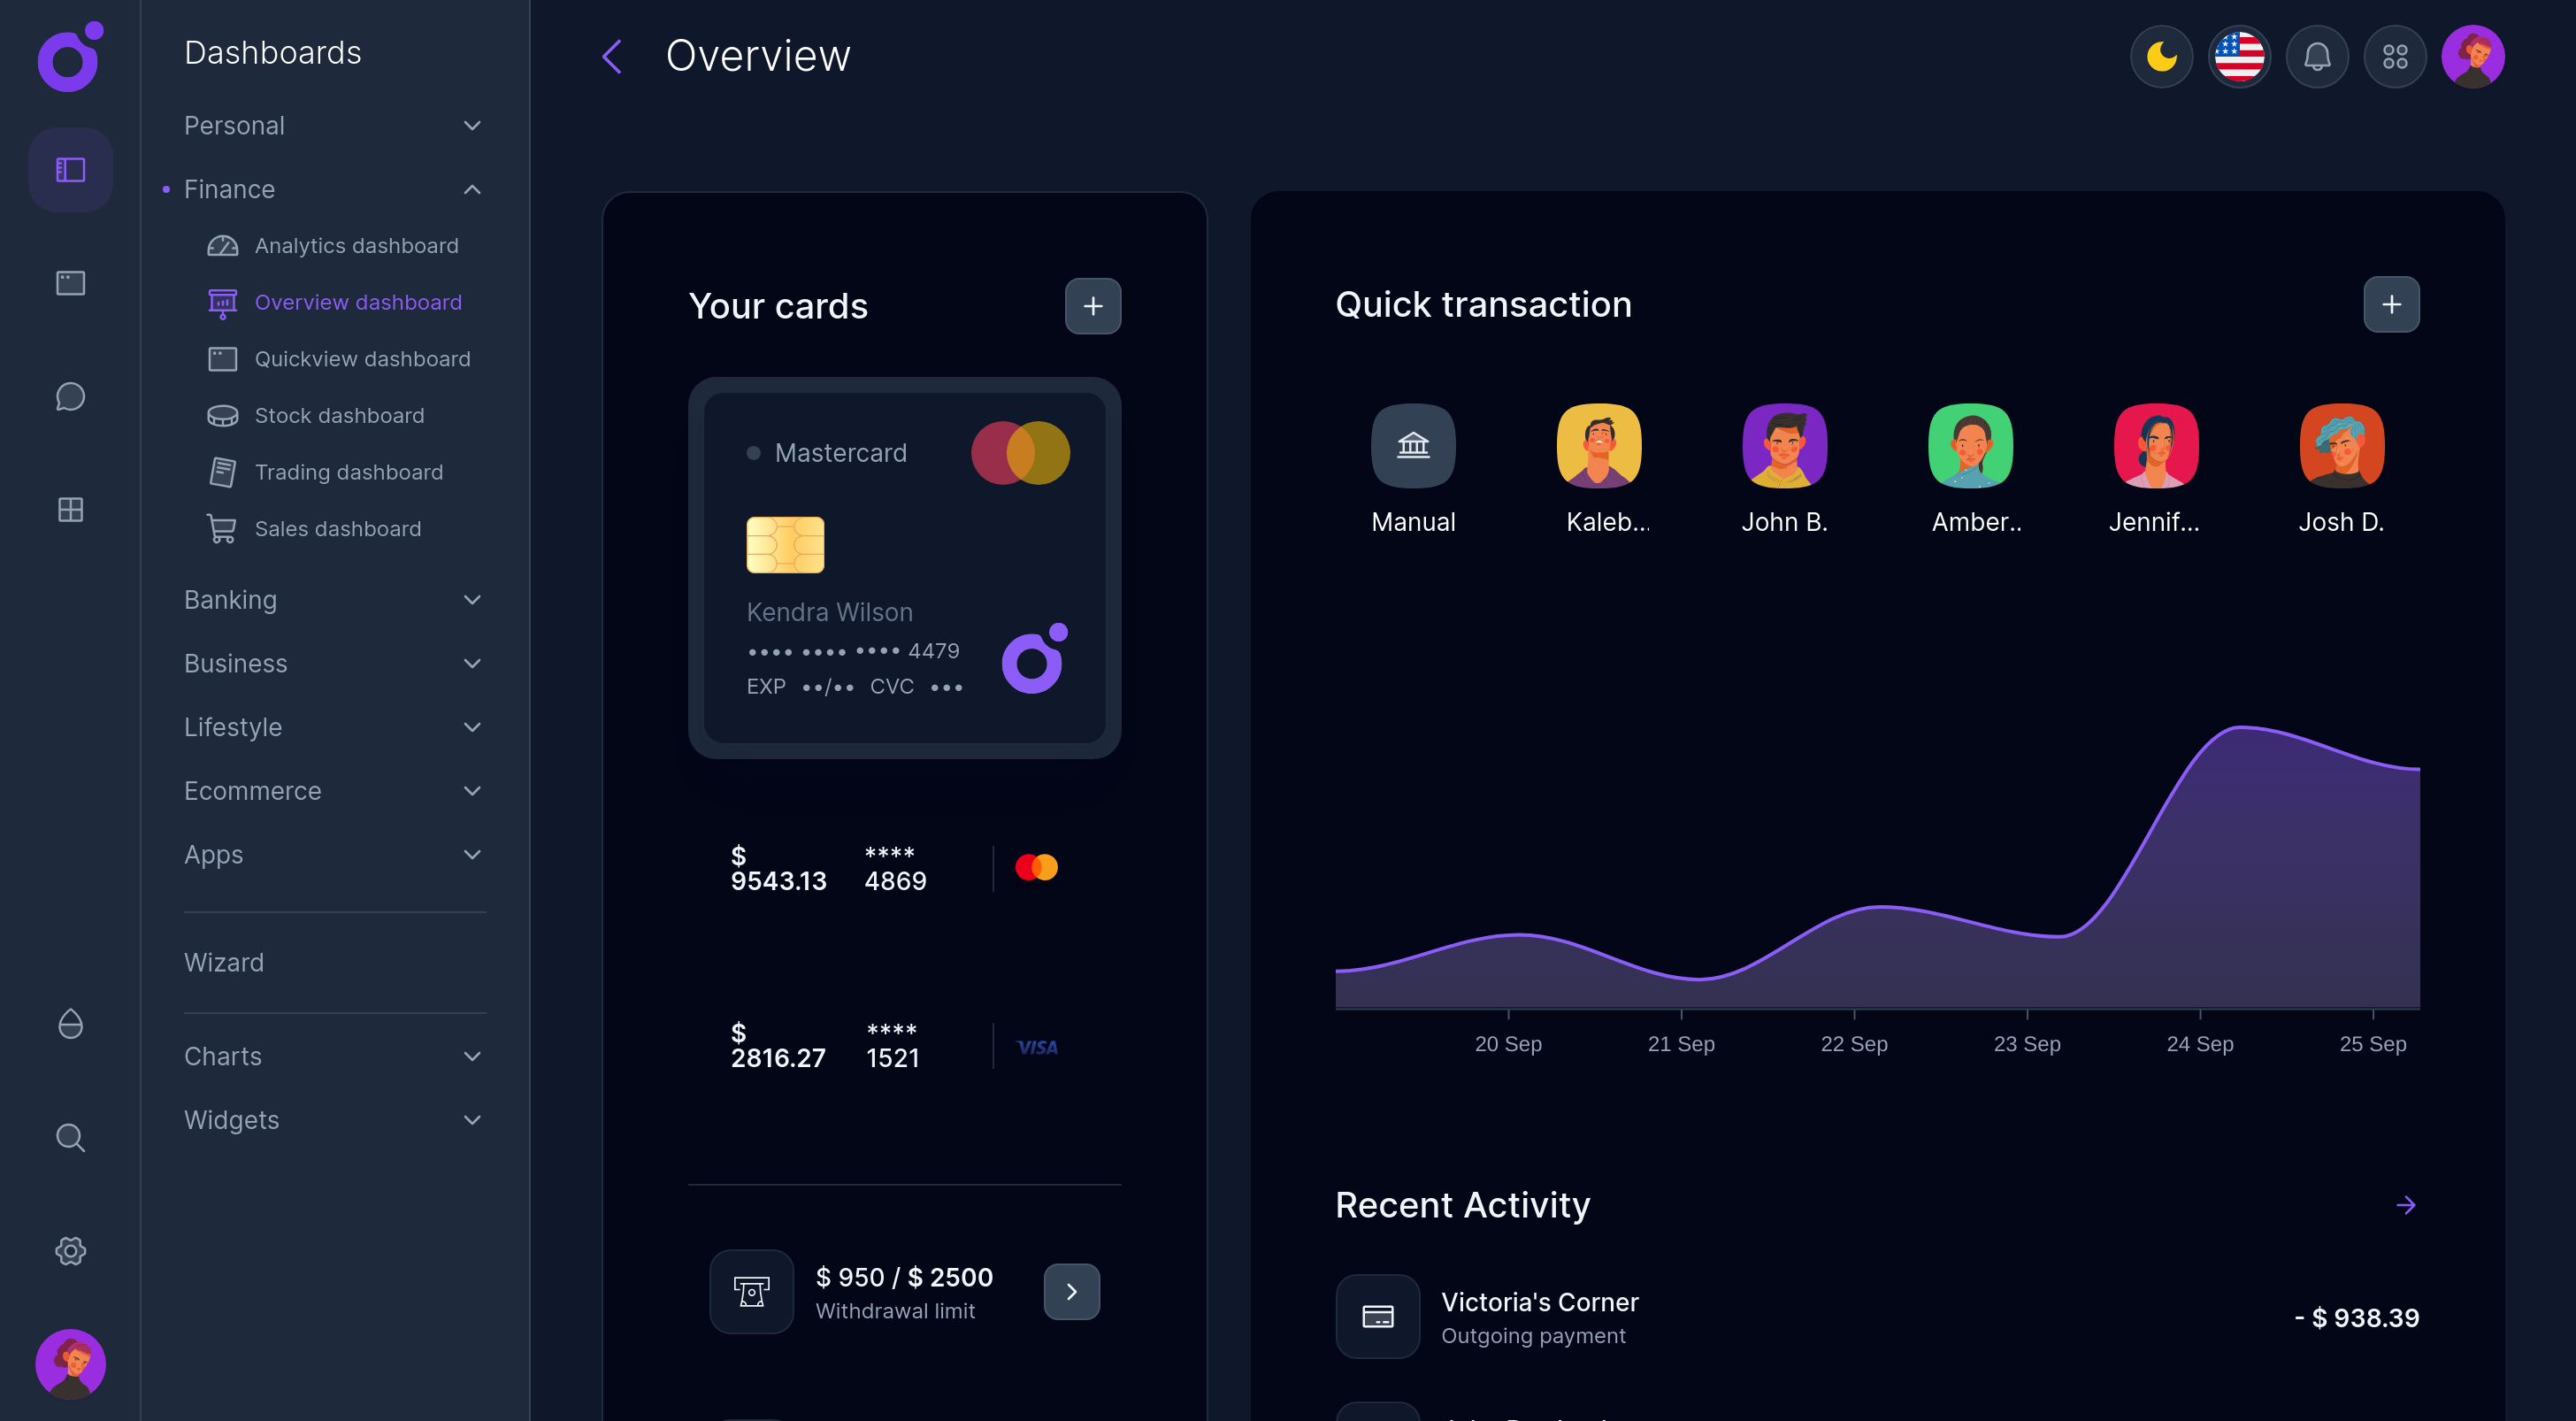 Dashboards
Personal
Finance
Analytics dashboard
Overview dashboard
Quickview dashboard
Stock dashboard
Trading dashboard
Sales dashboard
Banking
Business
Lifestyle
Ecommerce
Apps
Wizard
Charts
Widgets
Overview
Your cards
Mastercard
Kendra Wilson
•••• •••• •••• 4479
EXP ••/•• CVC •••
$
9543.13
****
4869
$
2816.27
****
1521
VISA
$ 950 / $ 2500
Withdrawal limit
Quick transaction
Manual
Kaleb...
John B.
Amber..
Jennif...
Josh D.
20 Sep
21 Sep
22 Sep
23 Sep
24 Sep
25 Sep
Recent Activity
Victoria's Corner
Outgoing payment
- $ 938.39